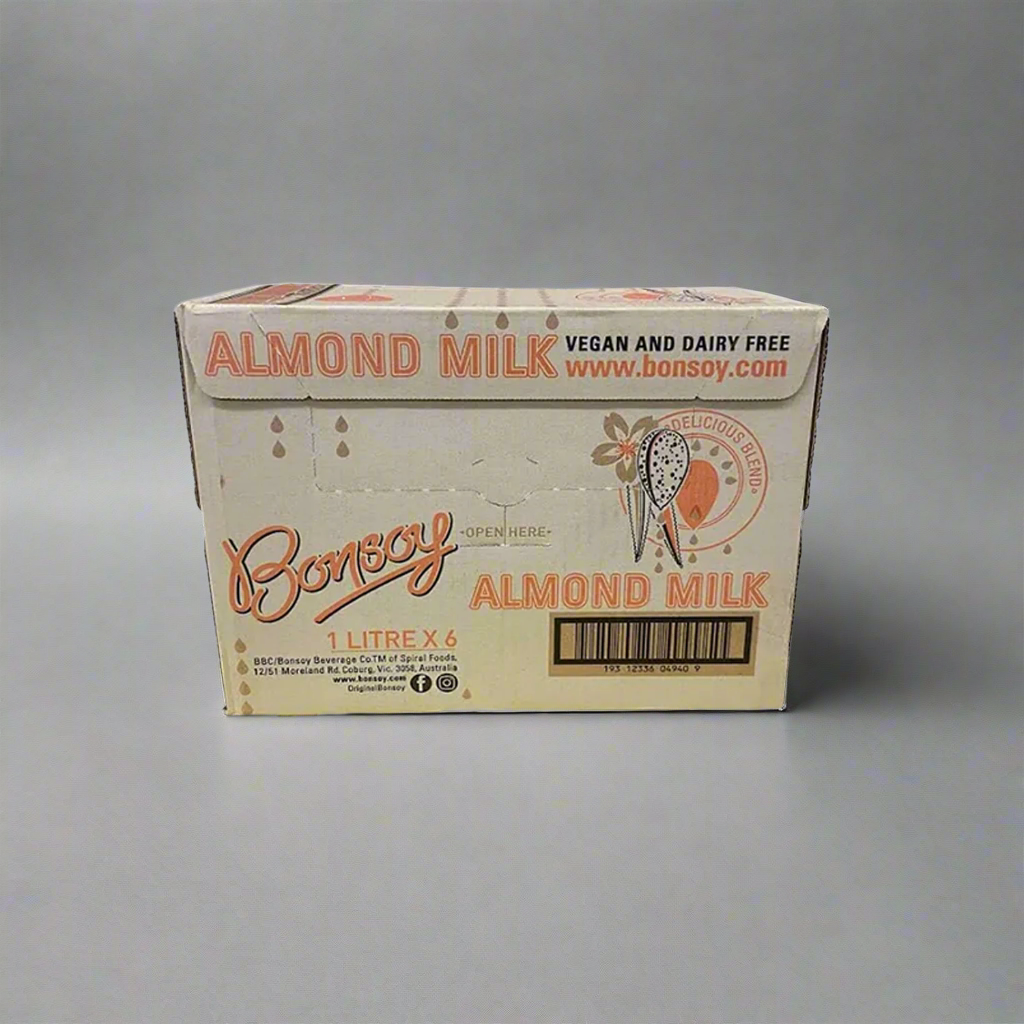 ALMOND MILK
VEGAN AND DAIRY FREE
www.bonsoy.com
DELICIOUS BLEND
Bonsoy
-OPEN HERE-
ALMOND MILK
1 LITRE X 6
BBC/Bonsoy Beverage Co.TM of Spiral Foods.
12/51 Moreland Rd. Coburg, Vic. 3058, Australia
www.bonsoy.com
OriginalBonsoy
193 12336 04940 9